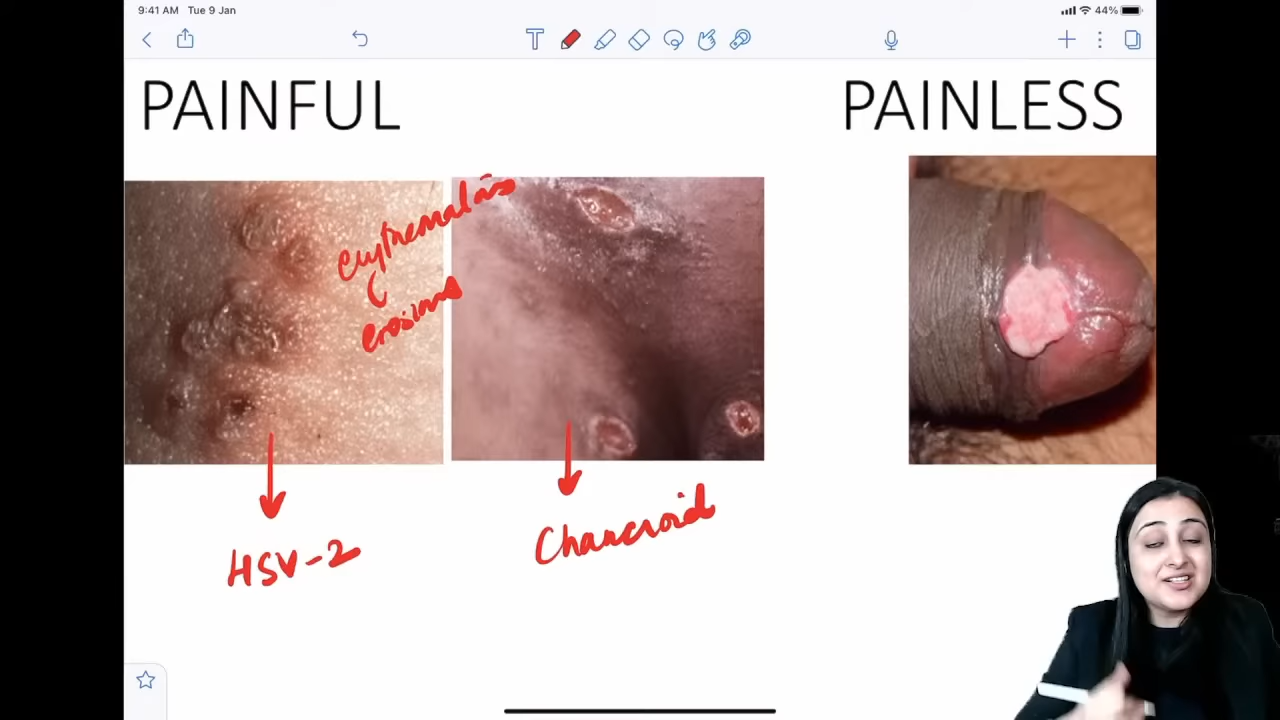 9:41 AM Tue 9 Jan
44%
PAINFUL
PAINLESS
erythematous
erosions
HSV-2
Chancroid